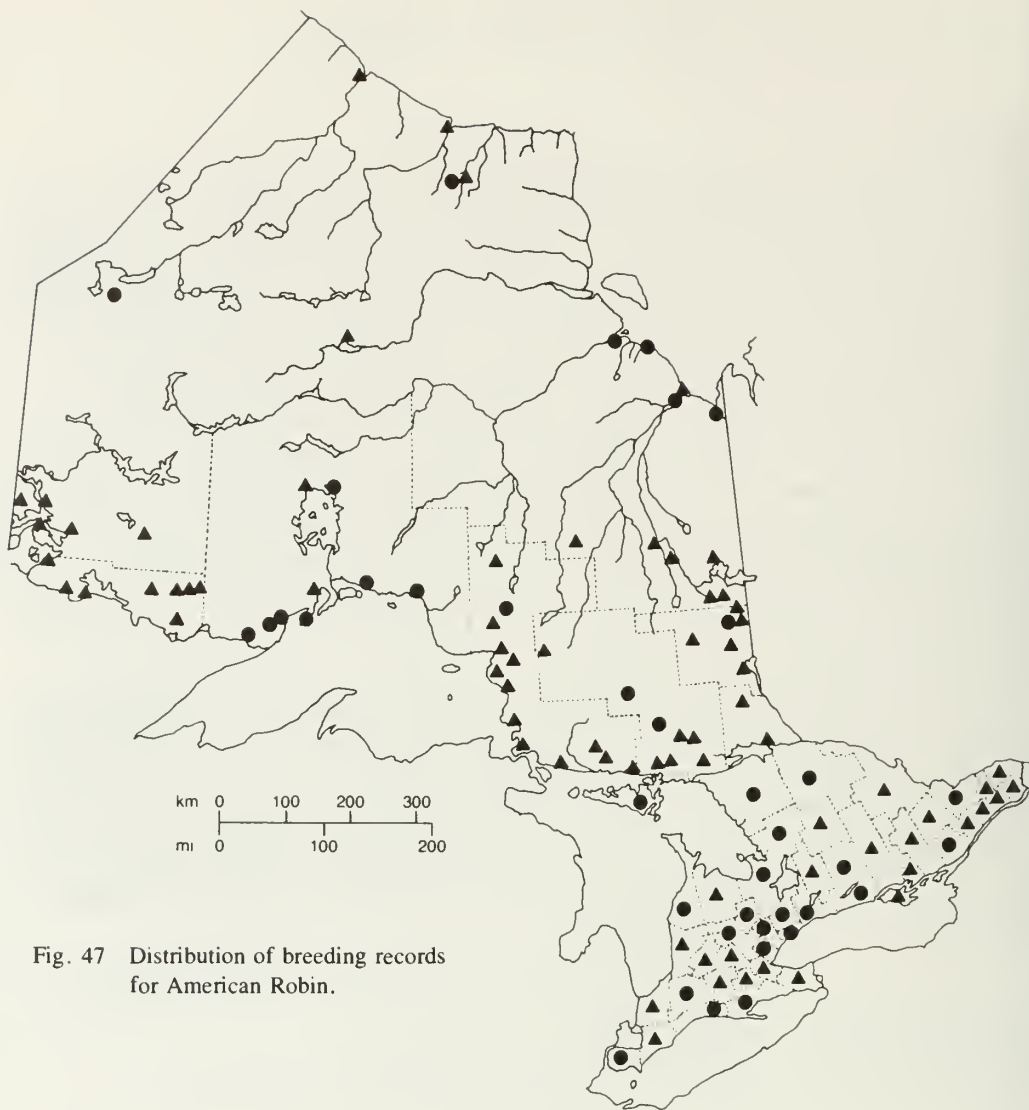 km 0 100 200 300
mi 0 100 200
Fig. 47 Distribution of breeding records
for American Robin.